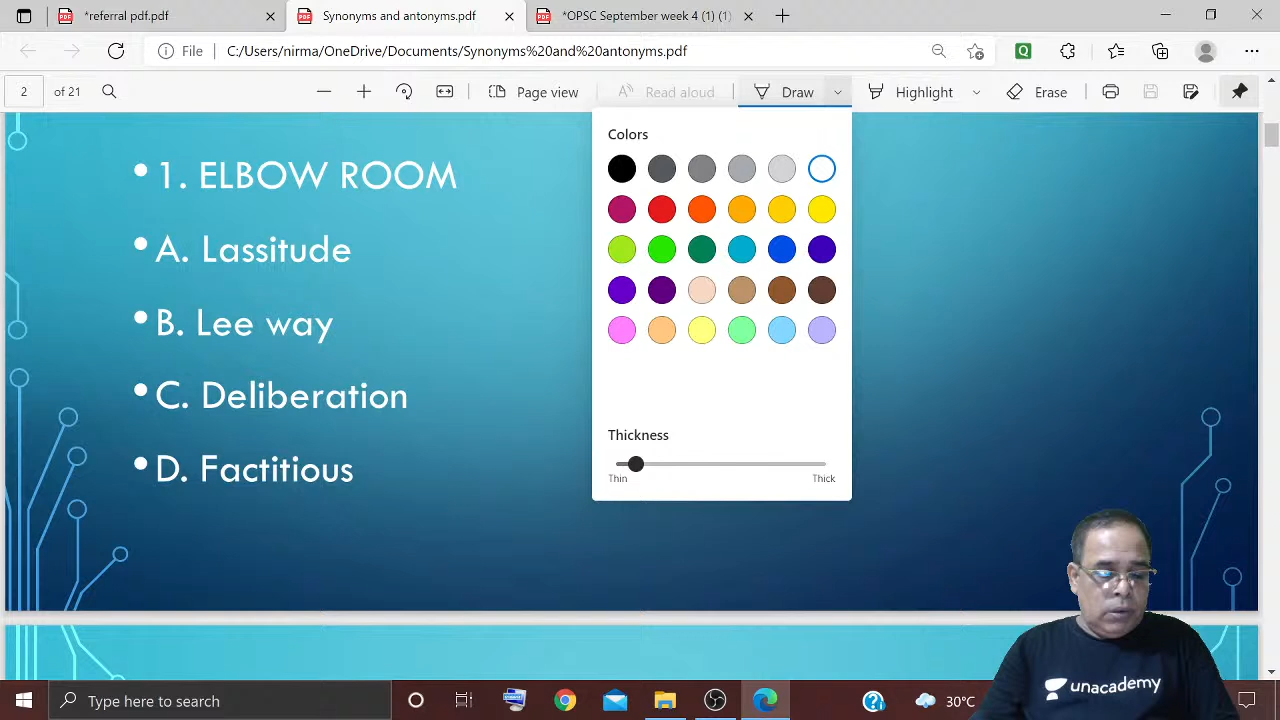 *referral pdf.pdf
Synonyms and antonyms.pdf
*OPSC September week 4 (1) (1)
File C:/Users/nirma/OneDrive/Documents/Synonyms%20and%20antonyms.pdf
2 of 21 Page view Read aloud Draw Highlight Erase
Colors
• 1. ELBOW ROOM
• A. Lassitude
• B. Lee way
• C. Deliberation
• D. Factitious
Thickness
Thin Thick
unacademy
Type here to search 30°C